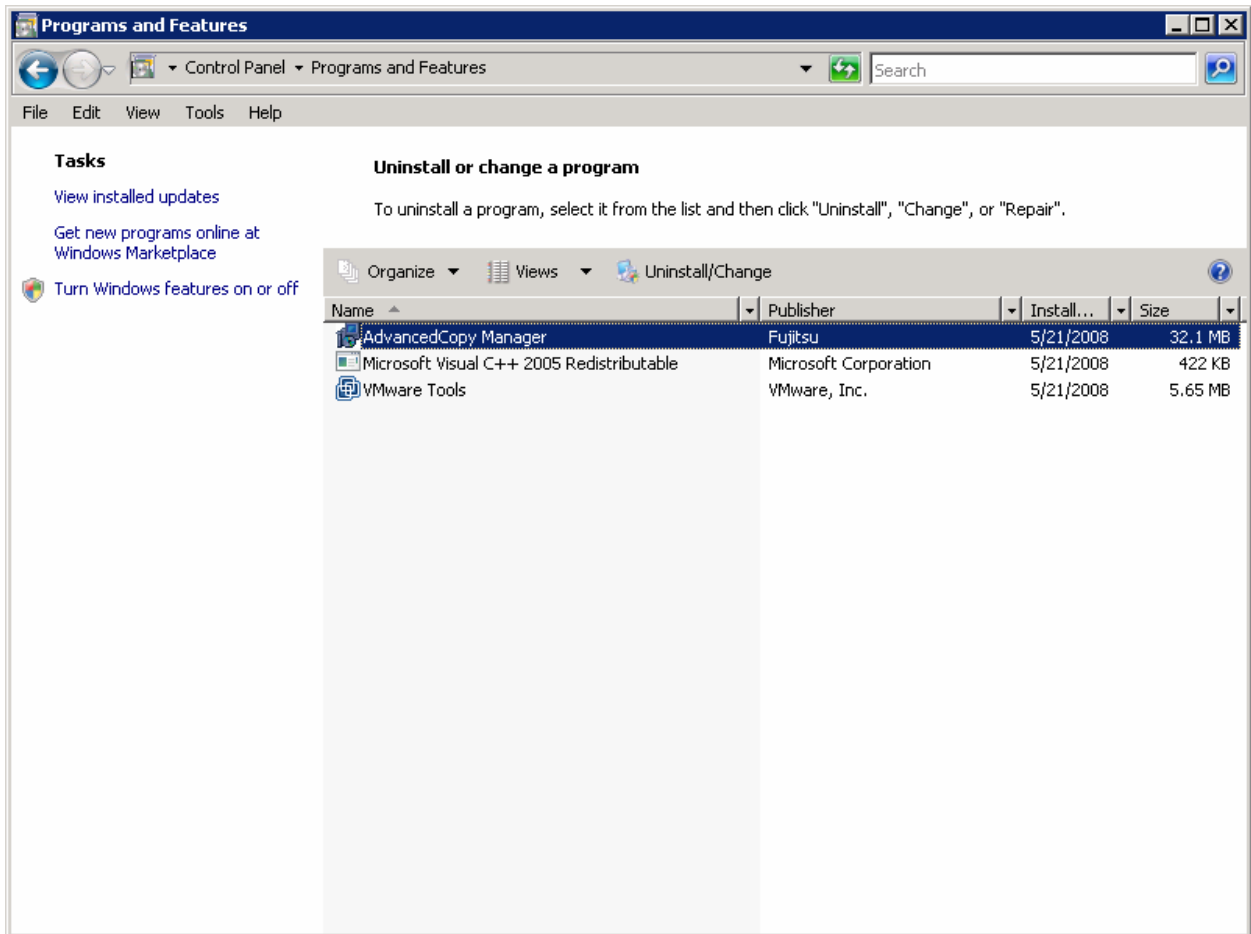 Programs and Features
Control Panel Programs and Features
Search
File Edit View Tools Help
Tasks
View installed updates
Get new programs online at
Windows Marketplace
Turn Windows features on or off
Uninstall or change a program
To uninstall a program, select it from the list and then click "Uninstall", "Change", or "Repair".
Organize Views Uninstall/Change
Name Publisher Install... Size
AdvancedCopy Manager Fujitsu 5/21/2008 32.1 MB
Microsoft Visual C++ 2005 Redistributable Microsoft Corporation 5/21/2008 422 KB
VMware Tools VMware, Inc. 5/21/2008 5.65 MB